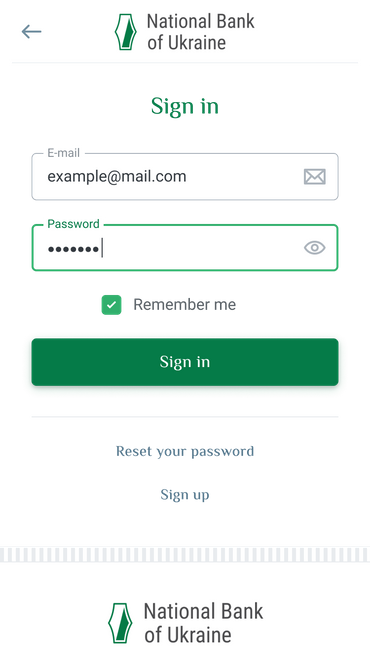 National Bank
of Ukraine
Sign in
E-mail
example@mail.com
Password
•••••••
Remember me
Sign in
Reset your password
Sign up
National Bank
of Ukraine